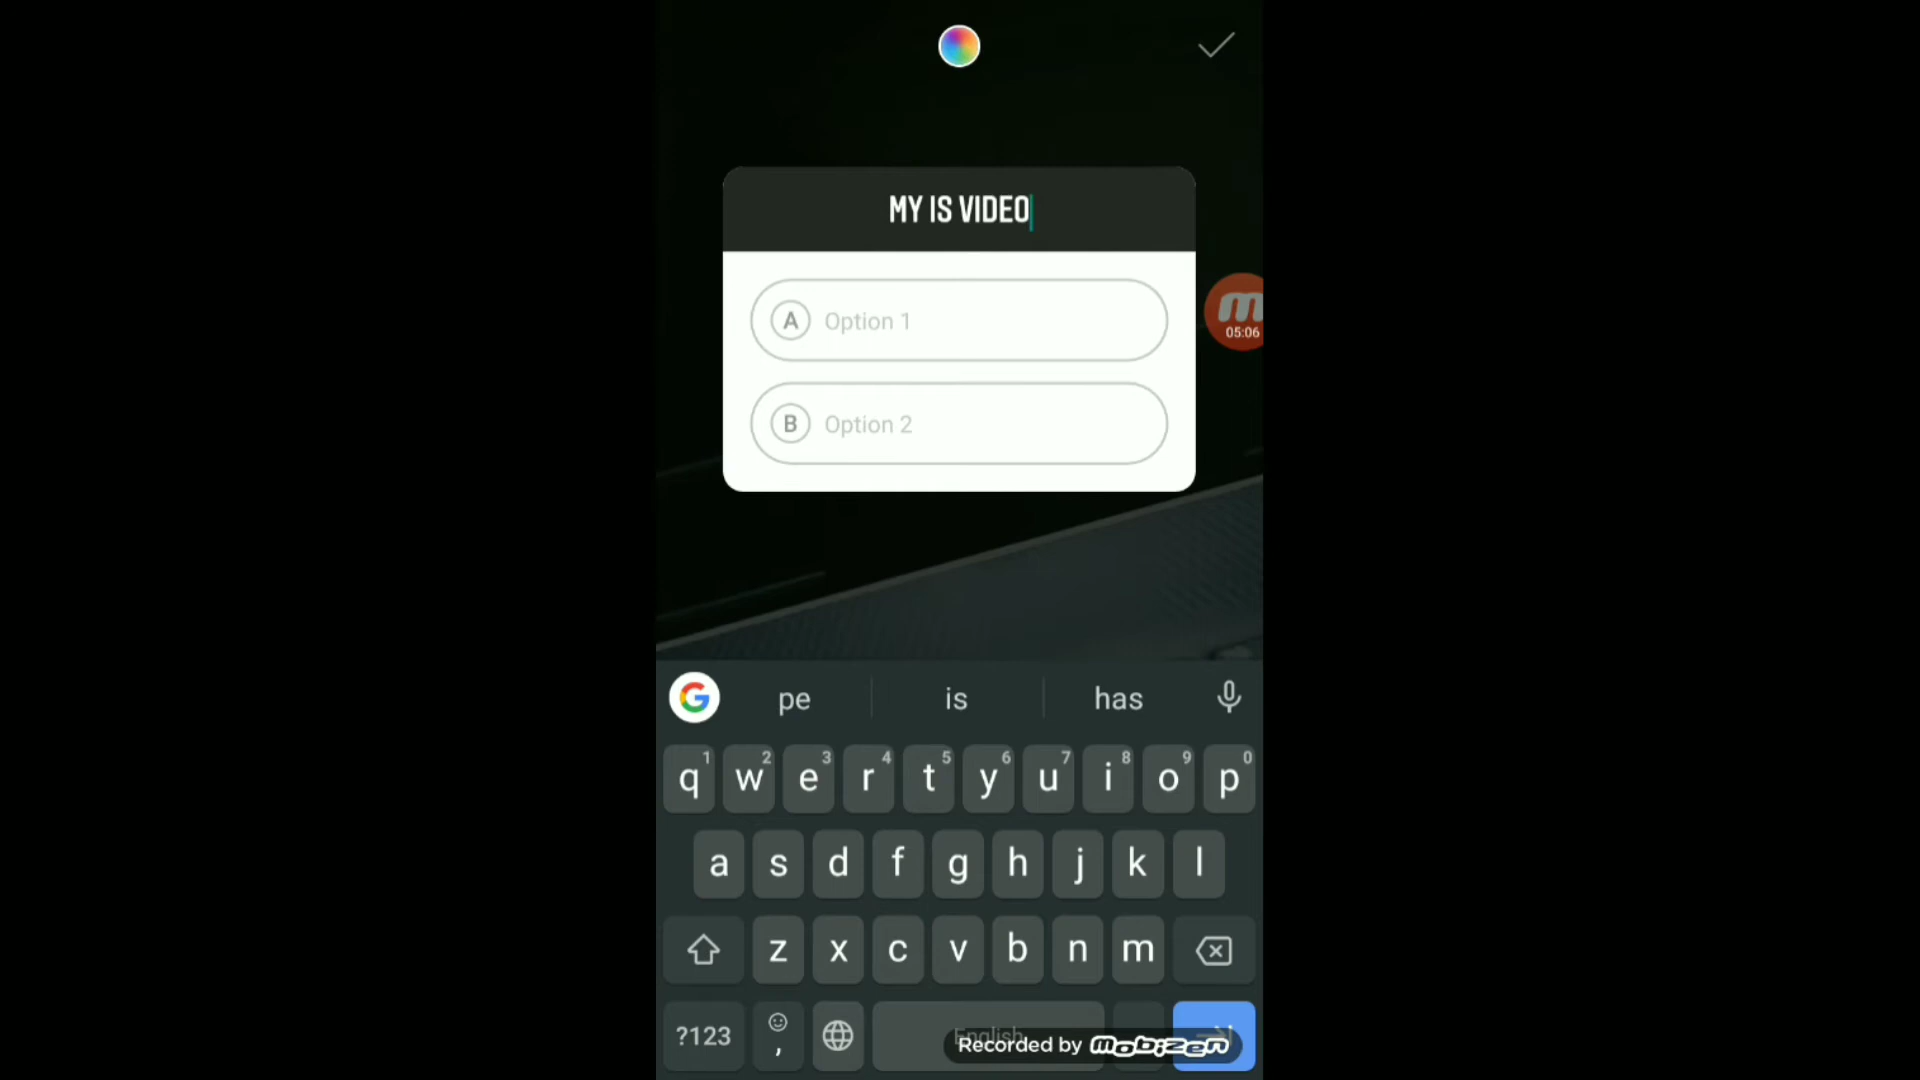 MY IS VIDEO
A Option 1
05:06
B Option 2
G pe is has
q1 w2 e3 r4 t5 y6 u7 i8 o9 p0
a s d f g h j k l
z x c v b n m
?123 , English
Recorded by mobizen